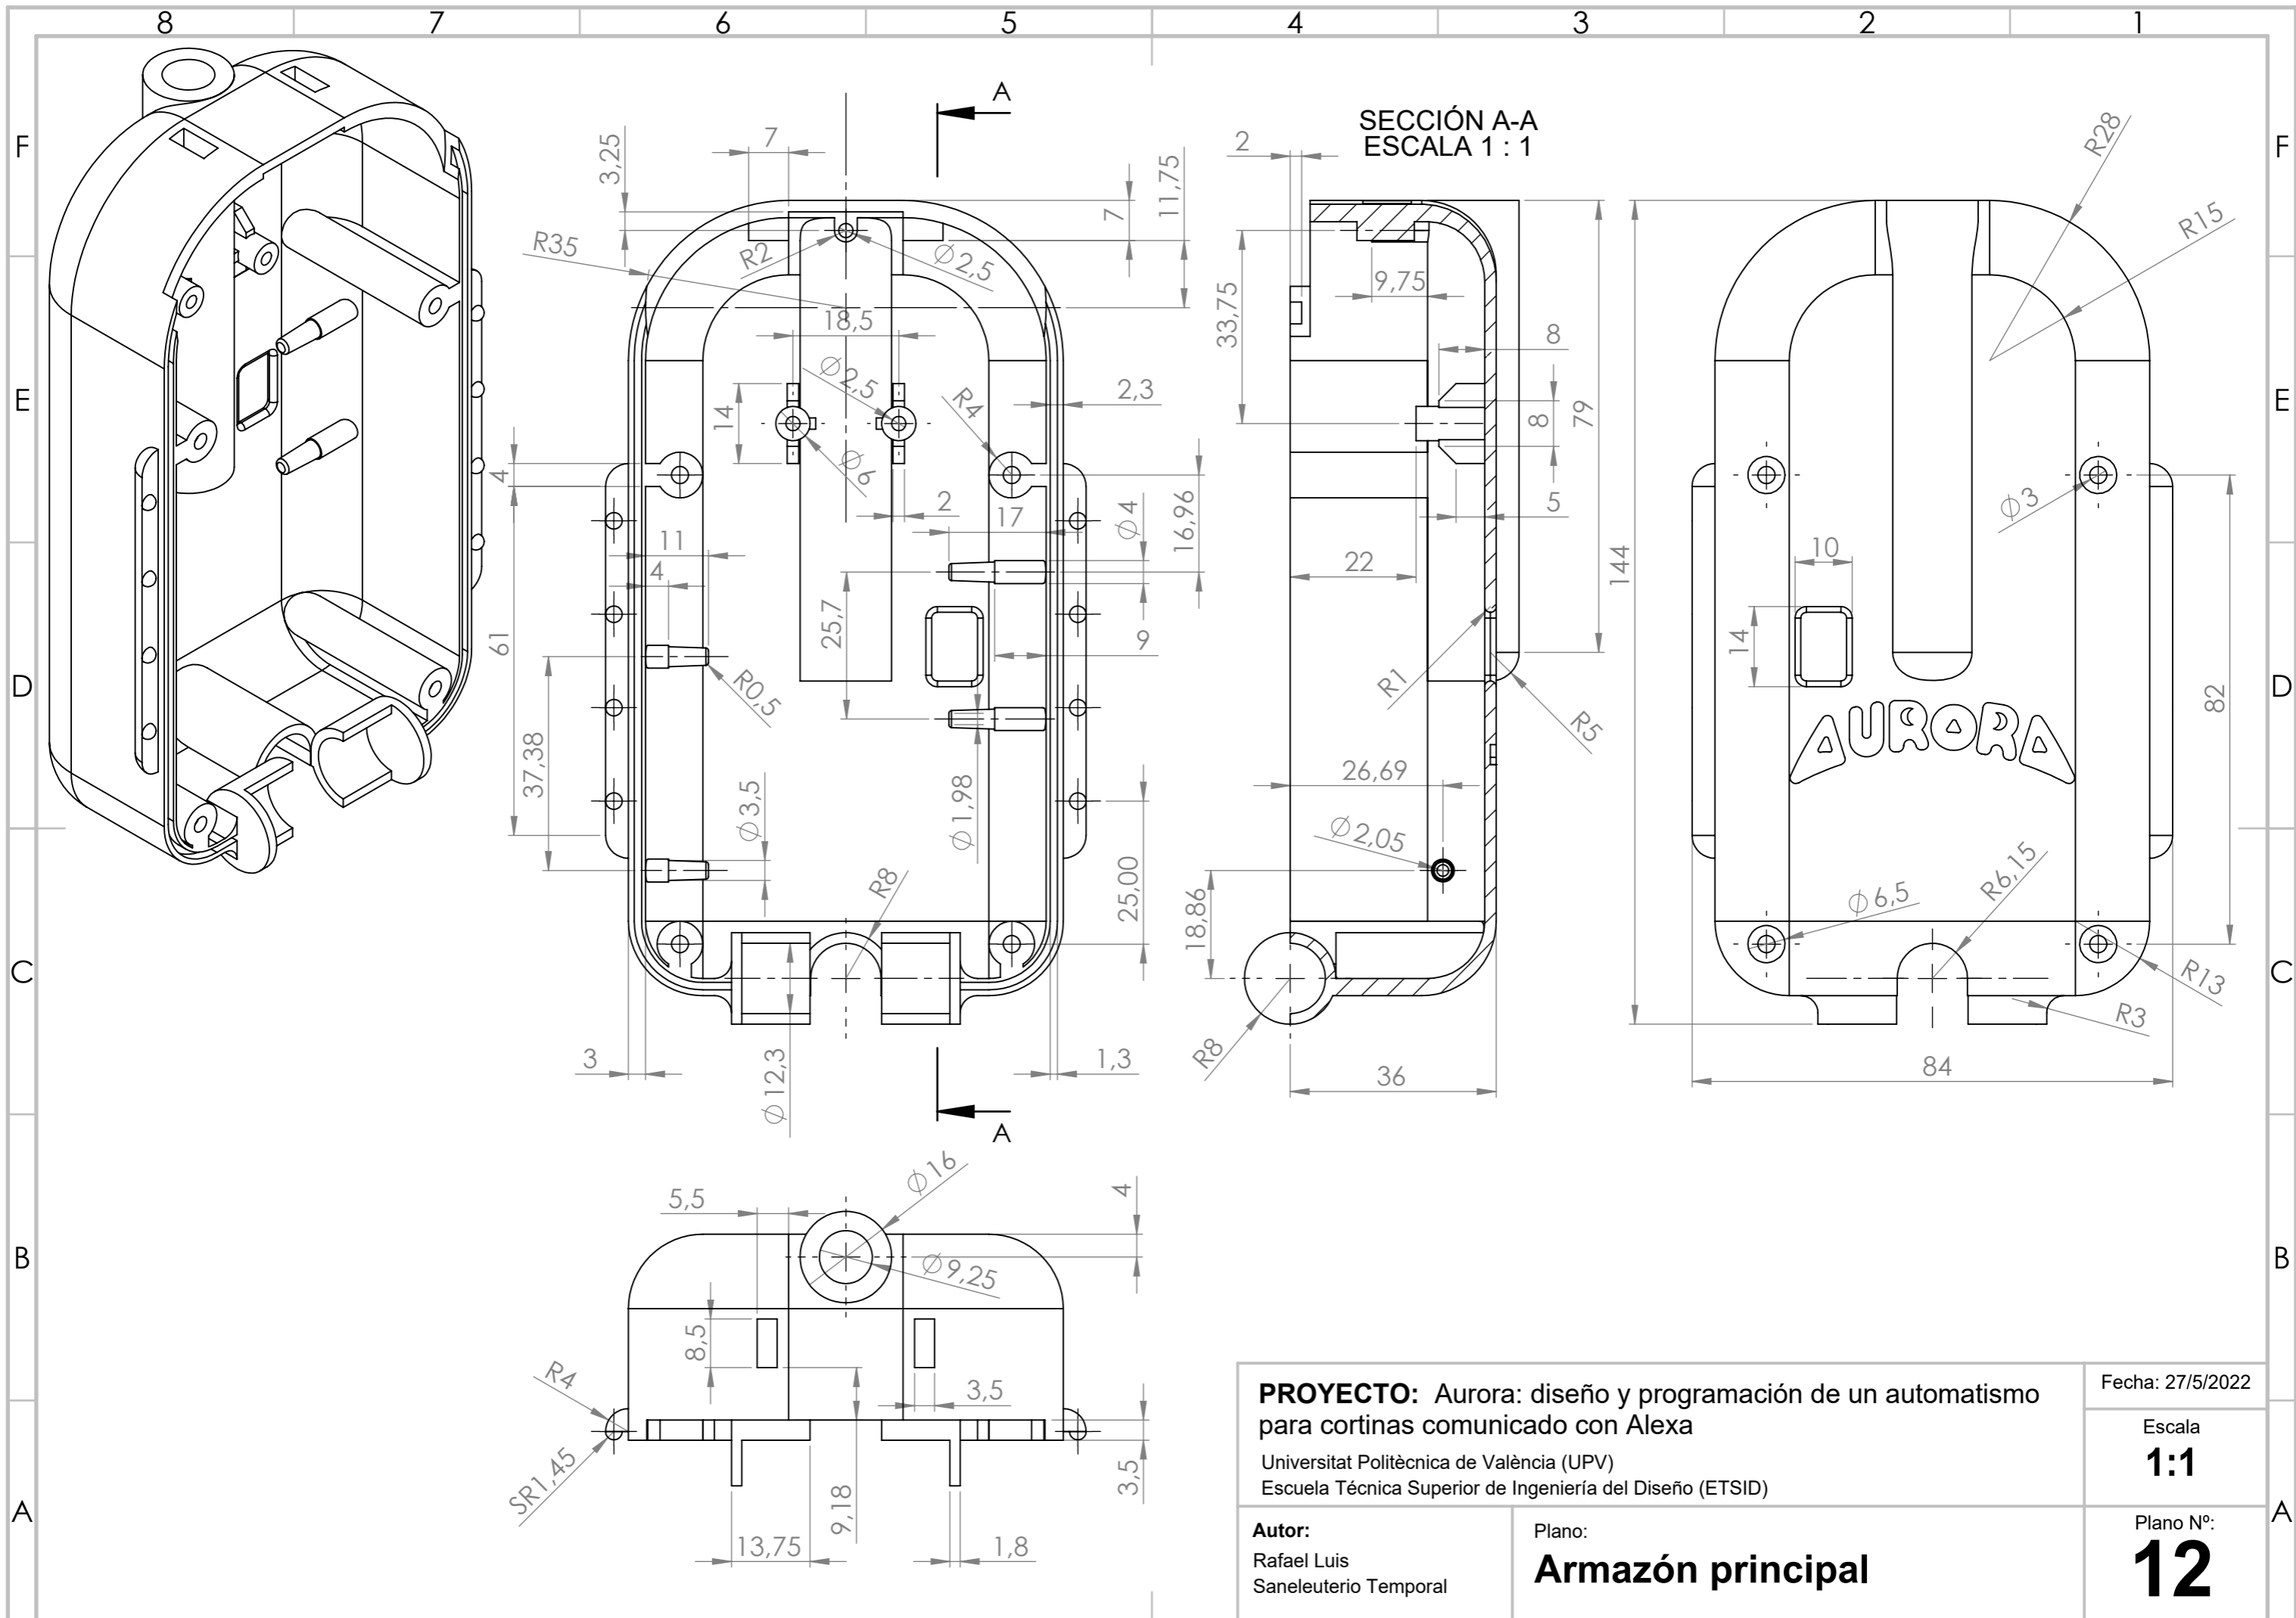 8 7 6 5 4 3 2 1
F F
E E
D D
C C
B B
A A
A
A
SECCIÓN A-A
ESCALA 1 : 1
3,25
7
7
11,75
R35
R2
∅2,5
18,5
∅2,5
R4
2,3
14
∅6
4
2
17
∅4
16,96
11
4
25,7
61
9
R0,5
37,38
∅3,5
∅1,98
R8
25,00
3
∅12,3
1,3
2
9,75
33,75
8
8
79
5
22
144
R1
R5
26,69
∅2,05
18,86
R8
36
R28
R15
∅3
10
14
82
AURORA
R6,15
∅6,5
R13
R3
84
5,5
∅16
4
∅9,25
8,5
R4
3,5
SR1,45
3,5
9,18
13,75
1,8
PROYECTO: Aurora: diseño y programación de un automatismo
para cortinas comunicado con Alexa
Universitat Politècnica de València (UPV)
Escuela Técnica Superior de Ingeniería del Diseño (ETSID)
Fecha: 27/5/2022
Escala
1:1
Autor:
Rafael Luis
Saneleuterio Temporal
Plano:
Armazón principal
Plano Nº:
12